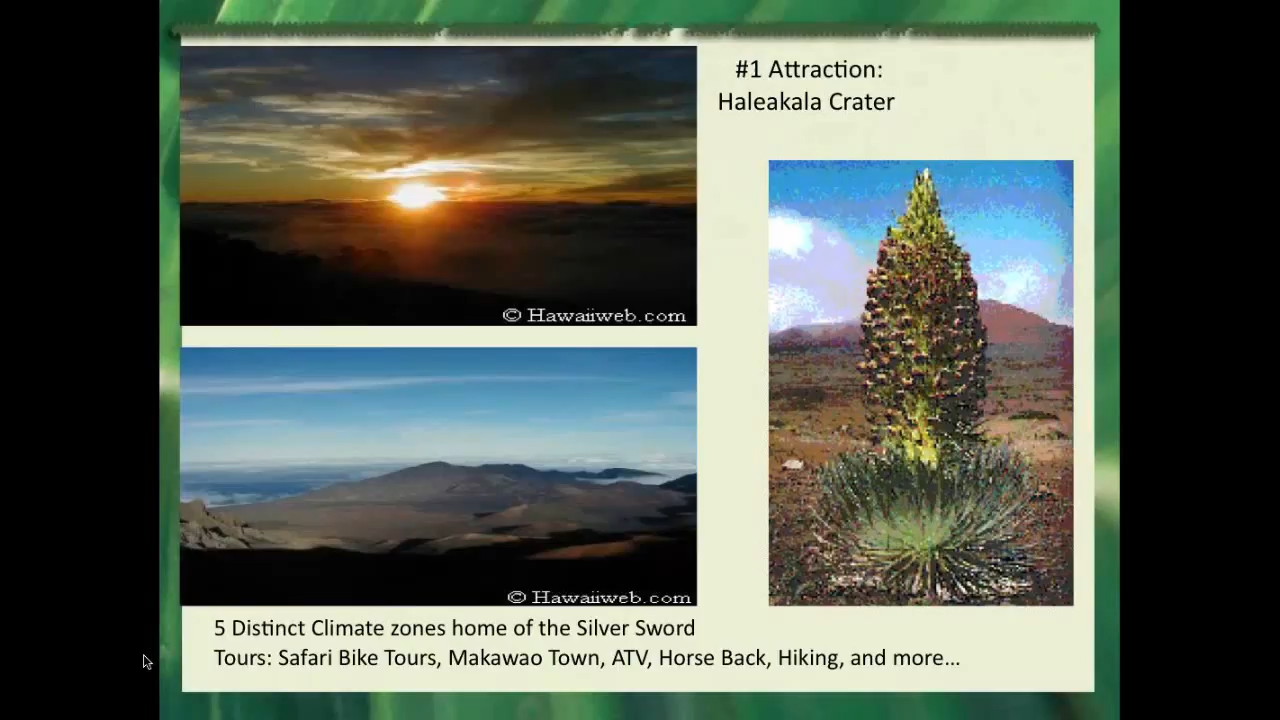 #1 Attraction:
Haleakala Crater
© Hawaiiweb.com
© Hawaiiweb.com
5 Distinct Climate zones home of the Silver Sword
Tours: Safari Bike Tours, Makawao Town, ATV, Horse Back, Hiking, and more…